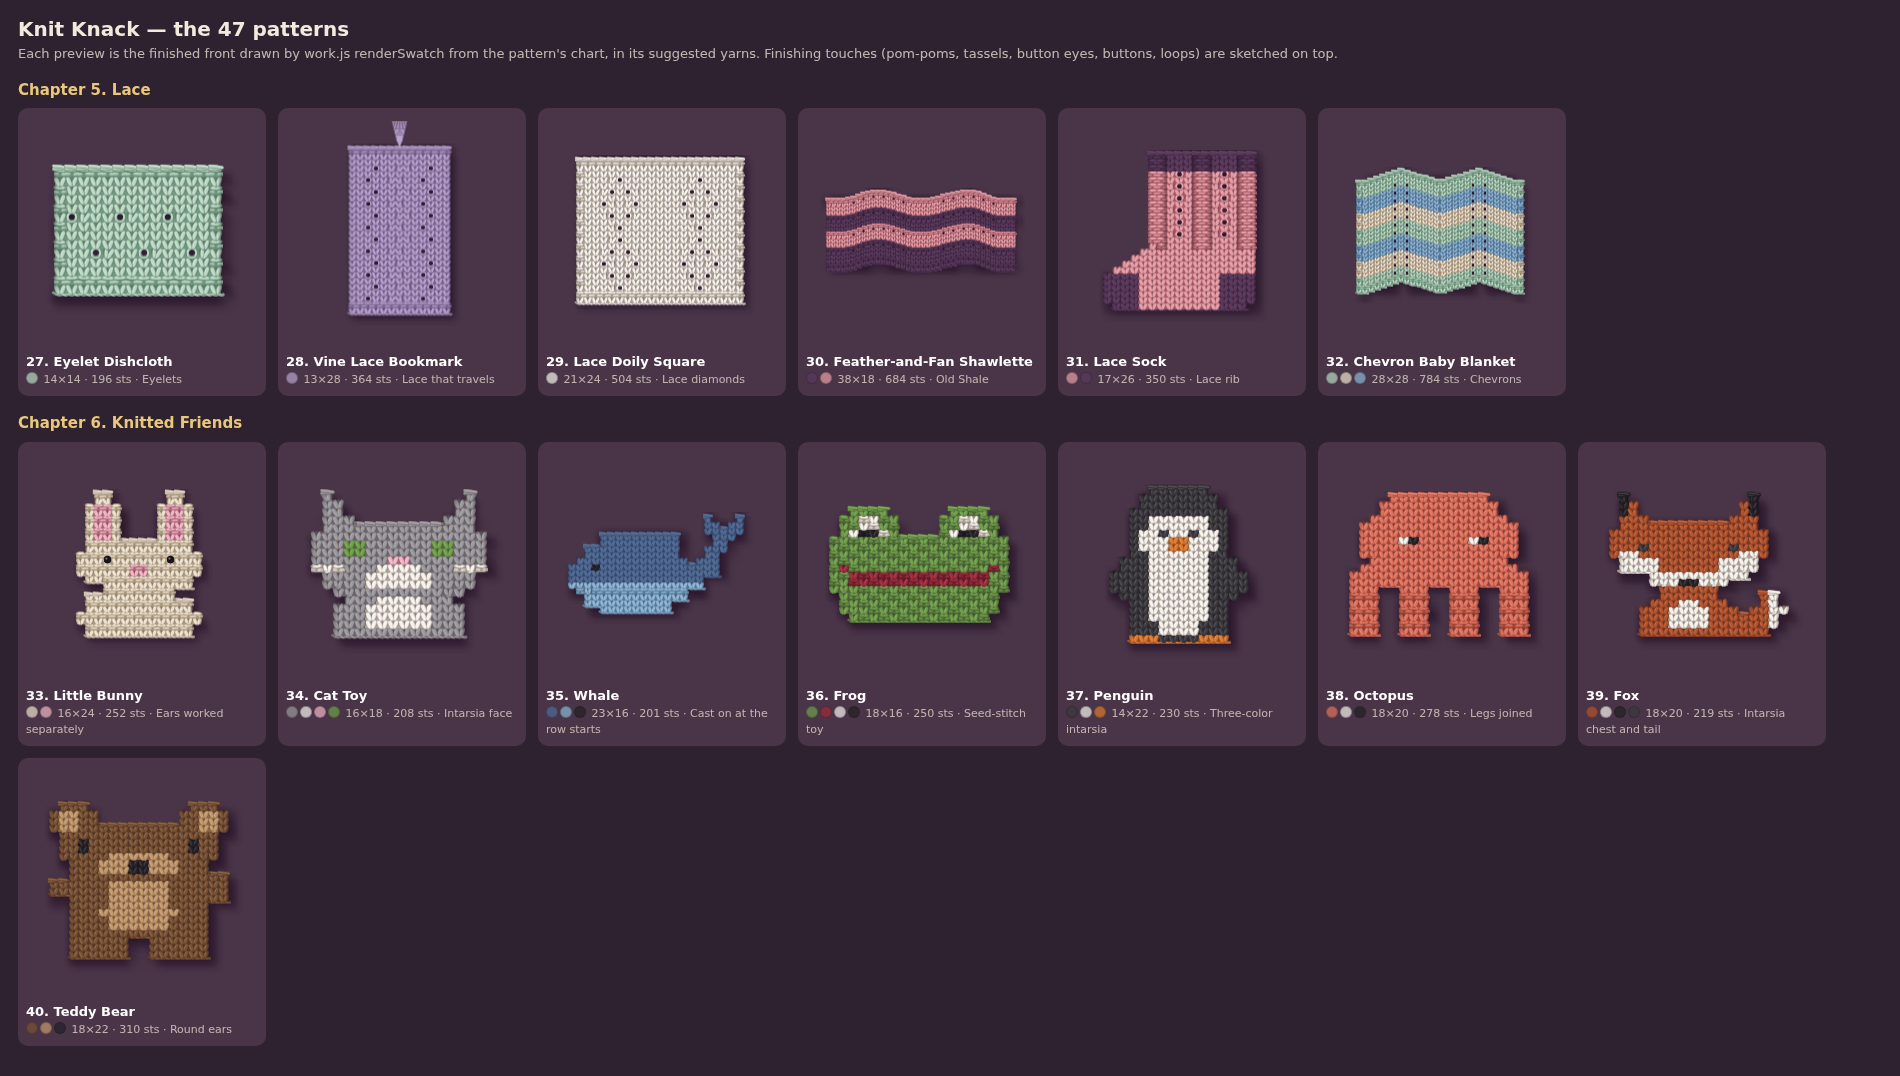 Knit Knack — the 47 patterns
Each preview is the finished front drawn by work.js renderSwatch from the pattern's chart, in its suggested yarns. Finishing touches (pom-poms, tassels, button eyes, buttons, loops) are sketched on top.
Chapter 5. Lace
27. Eyelet Dishcloth
14×14 · 196 sts · Eyelets
28. Vine Lace Bookmark
13×28 · 364 sts · Lace that travels
29. Lace Doily Square
21×24 · 504 sts · Lace diamonds
30. Feather-and-Fan Shawlette
38×18 · 684 sts · Old Shale
31. Lace Sock
17×26 · 350 sts · Lace rib
32. Chevron Baby Blanket
28×28 · 784 sts · Chevrons
Chapter 6. Knitted Friends
33. Little Bunny
16×24 · 252 sts · Ears worked
separately
34. Cat Toy
16×18 · 208 sts · Intarsia face
35. Whale
23×16 · 201 sts · Cast on at the
row starts
36. Frog
18×16 · 250 sts · Seed-stitch
toy
37. Penguin
14×22 · 230 sts · Three-color
intarsia
38. Octopus
18×20 · 278 sts · Legs joined
39. Fox
18×20 · 219 sts · Intarsia
chest and tail
40. Teddy Bear
18×22 · 310 sts · Round ears